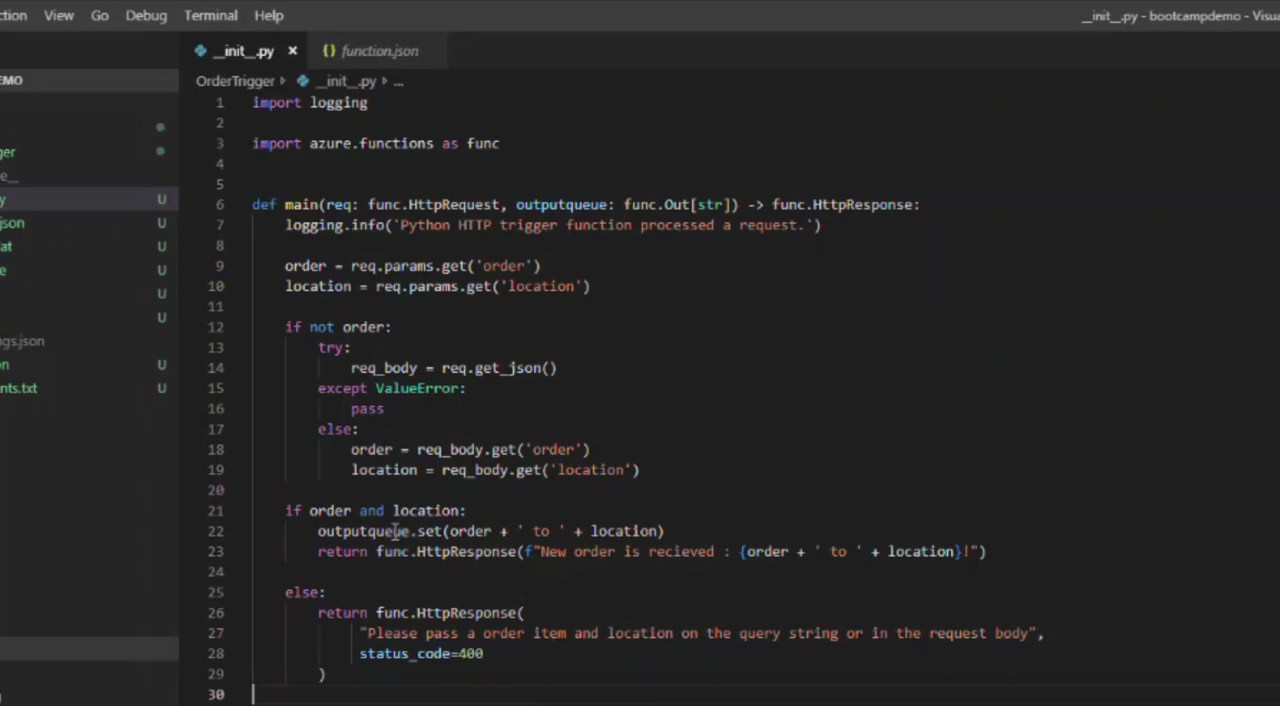 ction View Go Debug Terminal Help
__init__.py - bootcampdemo - Visua
__init__.py × {} function.json
EMO
OrderTrigger › __init__.py › ...
ger
e__
y U
json U
at U
e U
U
U
ngs.json
on U
nts.txt U
1 import logging
2
3 import azure.functions as func
4
5
6 def main(req: func.HttpRequest, outputqueue: func.Out[str]) -> func.HttpResponse:
7 logging.info('Python HTTP trigger function processed a request.')
8
9 order = req.params.get('order')
10 location = req.params.get('location')
11
12 if not order:
13 try:
14 req_body = req.get_json()
15 except ValueError:
16 pass
17 else:
18 order = req_body.get('order')
19 location = req_body.get('location')
20
21 if order and location:
22 outputqueue.set(order + ' to ' + location)
23 return func.HttpResponse(f"New order is recieved : {order + ' to ' + location}!")
24
25 else:
26 return func.HttpResponse(
27 "Please pass a order item and location on the query string or in the request body",
28 status_code=400
29 )
30